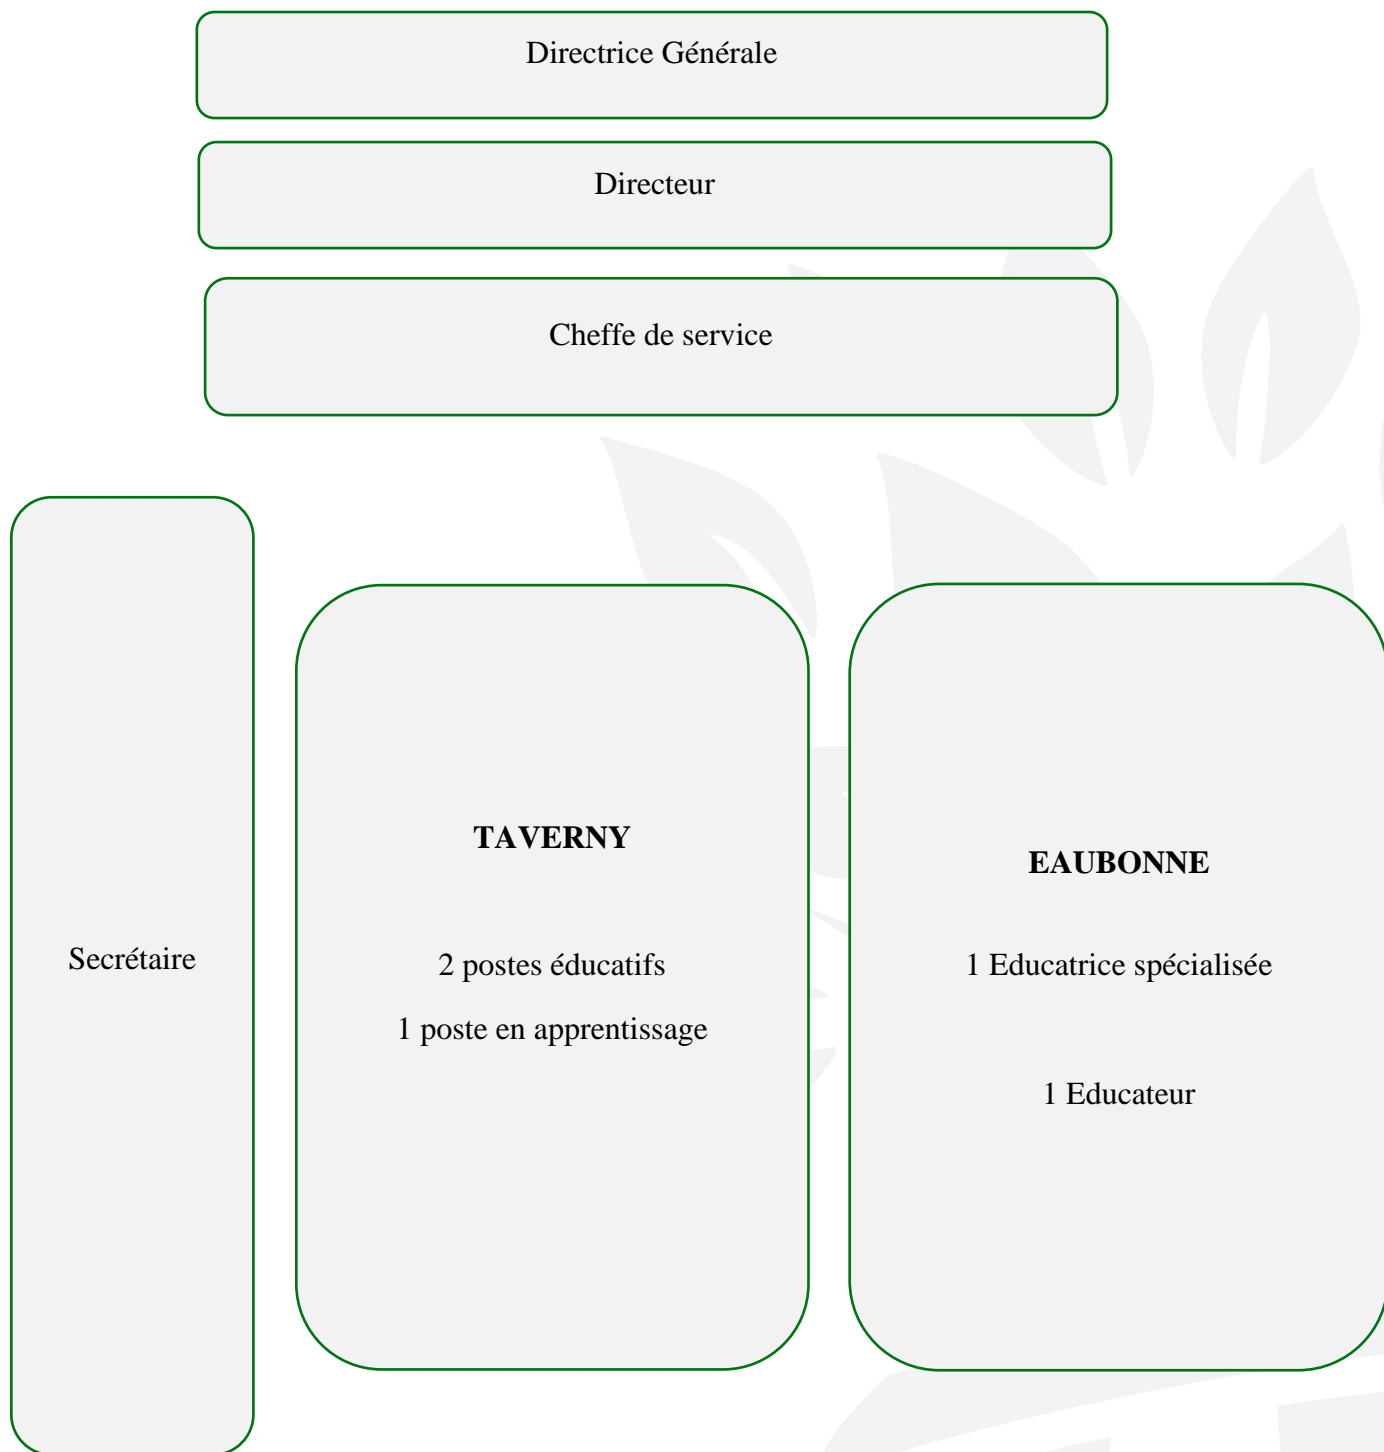 Directrice Générale
Directeur
Cheffe de service
Secrétaire
TAVERNY
2 postes éducatifs
1 poste en apprentissage
EAUBONNE
1 Educatrice spécialisée
1 Educateur